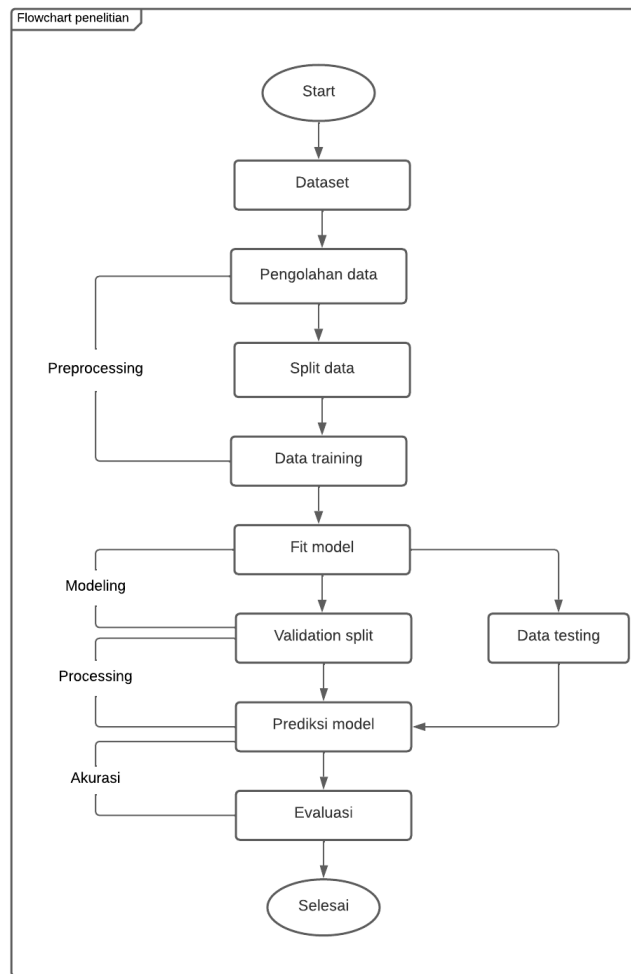 Flowchart penelitian
Start
Dataset
Pengolahan data
Preprocessing
Split data
Data training
Fit model
Modeling
Validation split
Data testing
Processing
Prediksi model
Akurasi
Evaluasi
Selesai